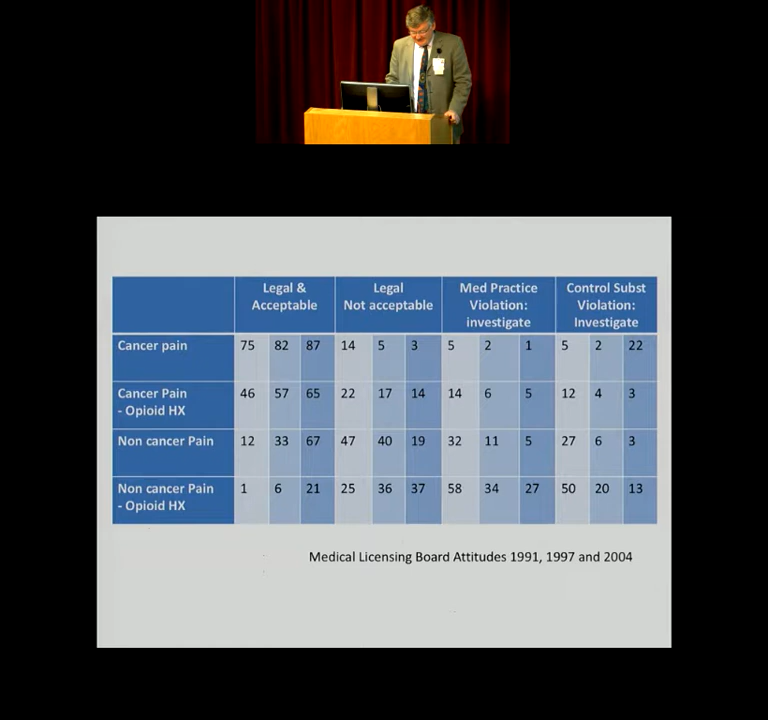 Legal & Acceptable
Legal Not acceptable
Med Practice Violation: investigate
Control Subst Violation: Investigate
Cancer pain 75 82 87 14 5 3 5 2 1 5 2 22
Cancer Pain - Opioid HX 46 57 65 22 17 14 14 6 5 12 4 3
Non cancer Pain 12 33 67 47 40 19 32 11 5 27 6 3
Non cancer Pain - Opioid HX 1 6 21 25 36 37 58 34 27 50 20 13
Medical Licensing Board Attitudes 1991, 1997 and 2004